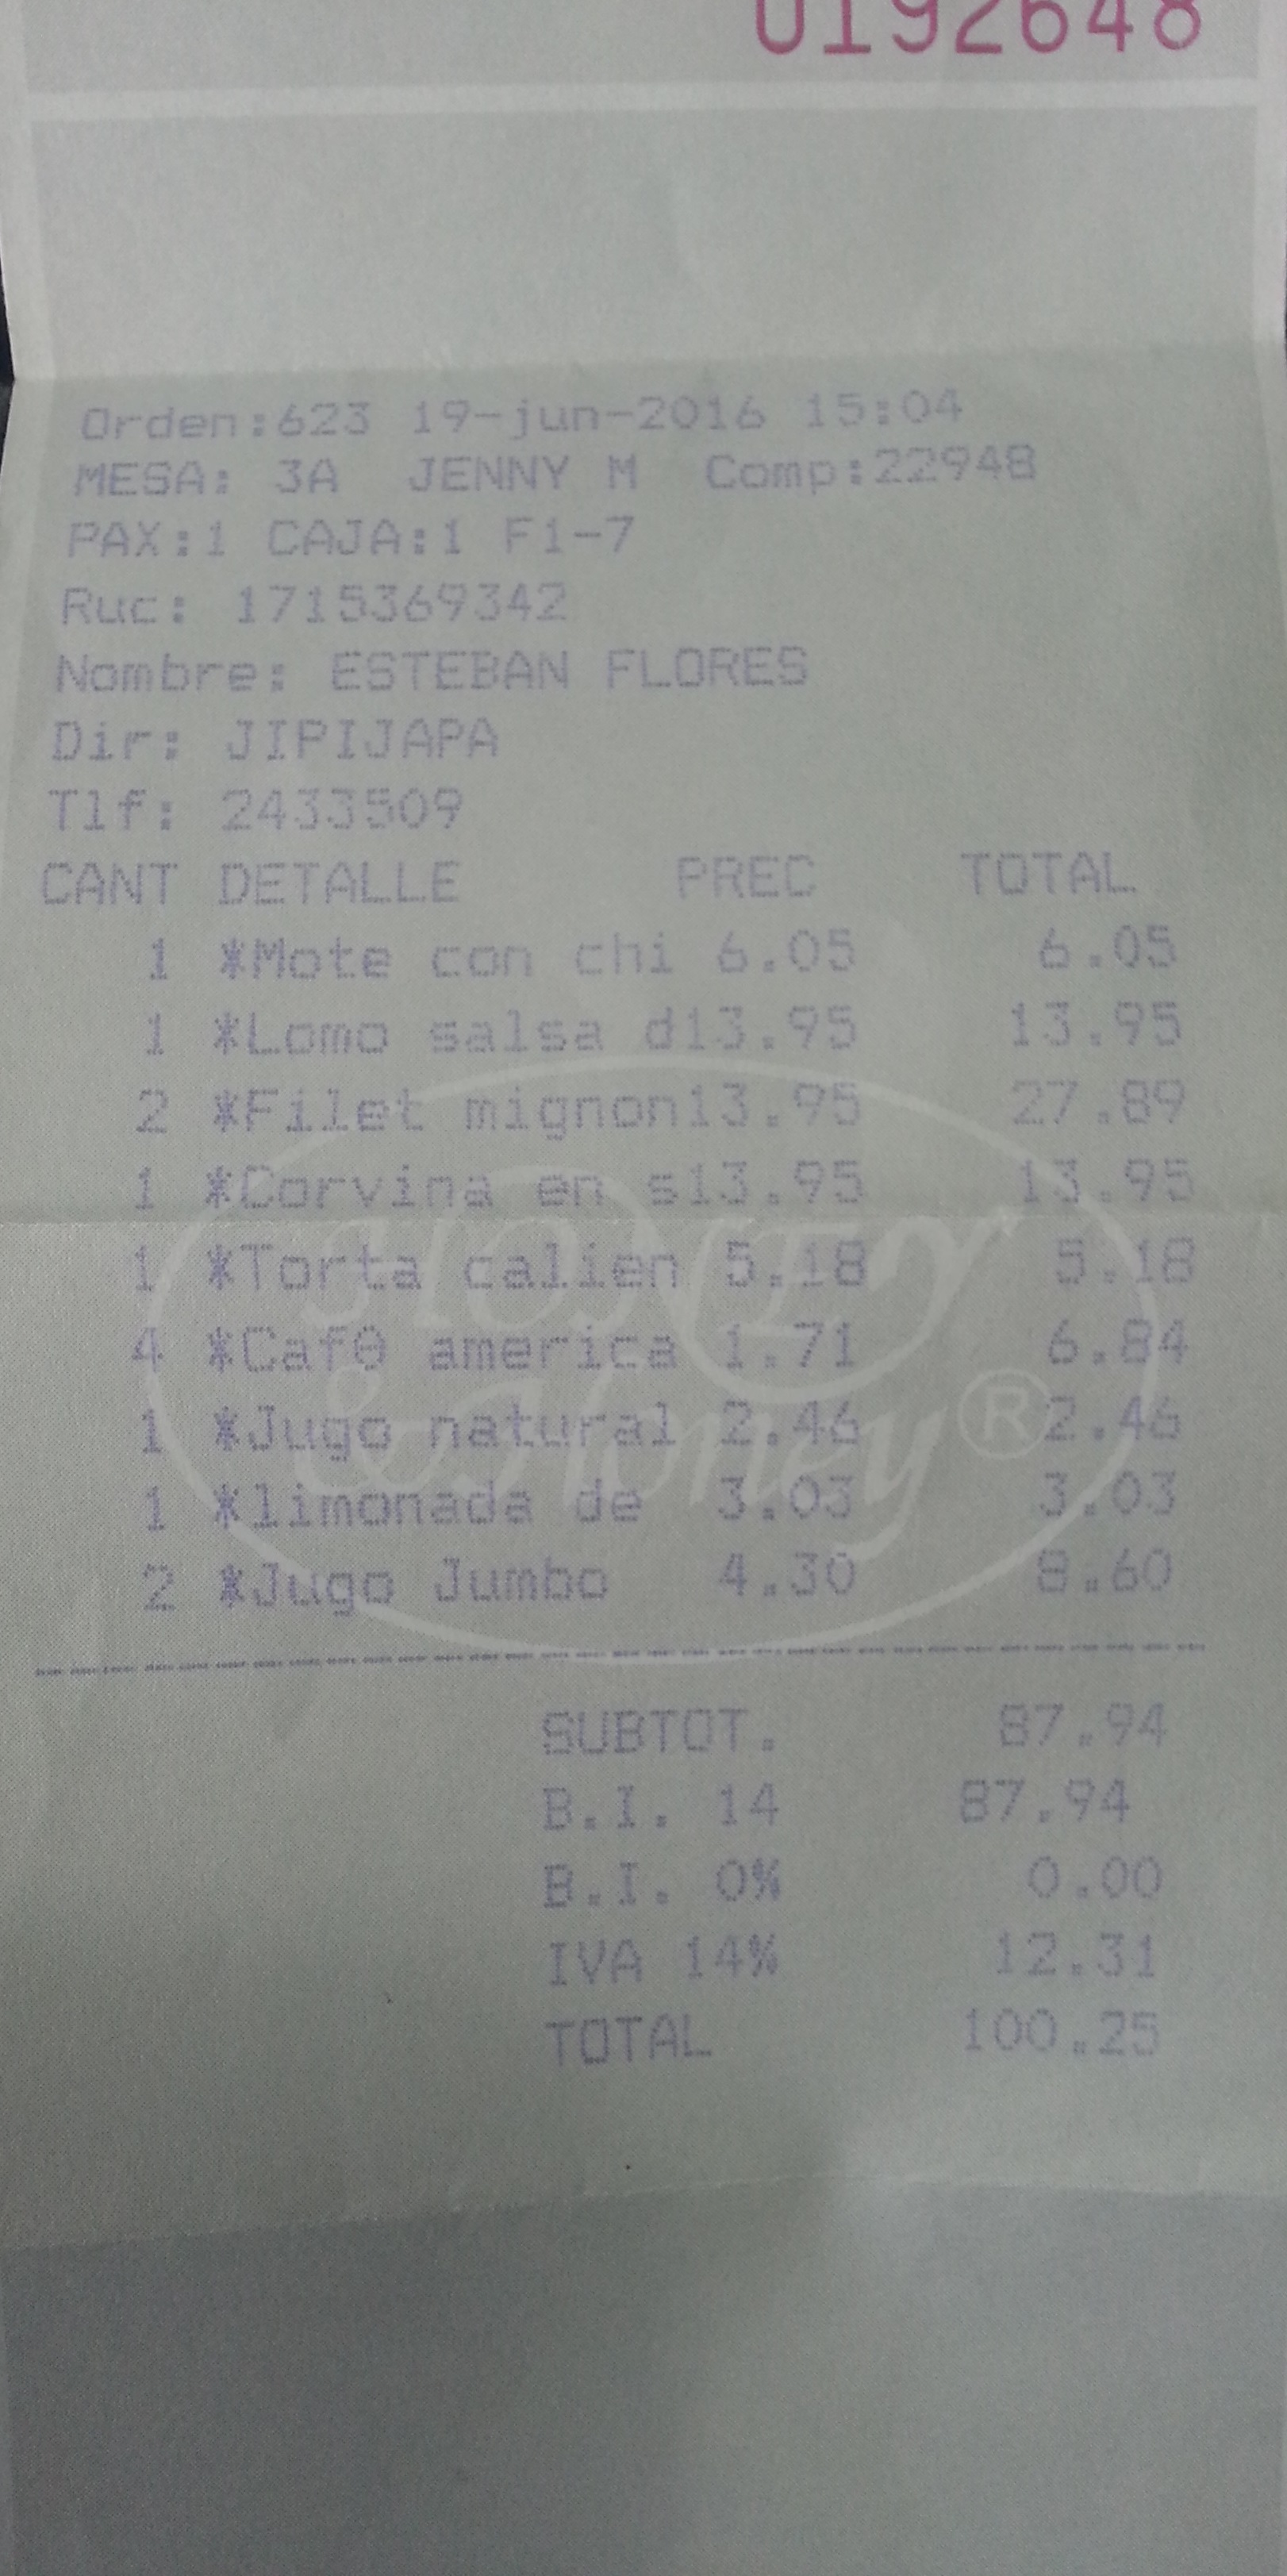 0192648
Orden:623 19-jun-2016 15:04
MESA: 3A JENNY M Comp:22948
PAX:1 CAJA:1 F1-7
Ruc: 1715369342
Nombre: ESTEBAN FLORES
Dir: JIPIJAPA
Tlf: 2433509
CANT DETALLE PREC TOTAL
1 *Mote con chi 6.05 6.05
1 *Lomo salsa d13.95 13.95
2 *Filet mignon13.95 27.89
1 *Corvina en s13.95 13.95
1 *Torta calien 5.18 5.18
4 *Cafθ america 1.71 6.84
1 *Jugo natural 2.46 2.46
1 *limonada de 3.03 3.03
2 *Jugo Jumbo 4.30 8.60
HONEY
& Honey ®
SUBTOT. 87.94
B.I. 14 87.94
B.I. 0% 0.00
IVA 14% 12.31
TOTAL 100.25